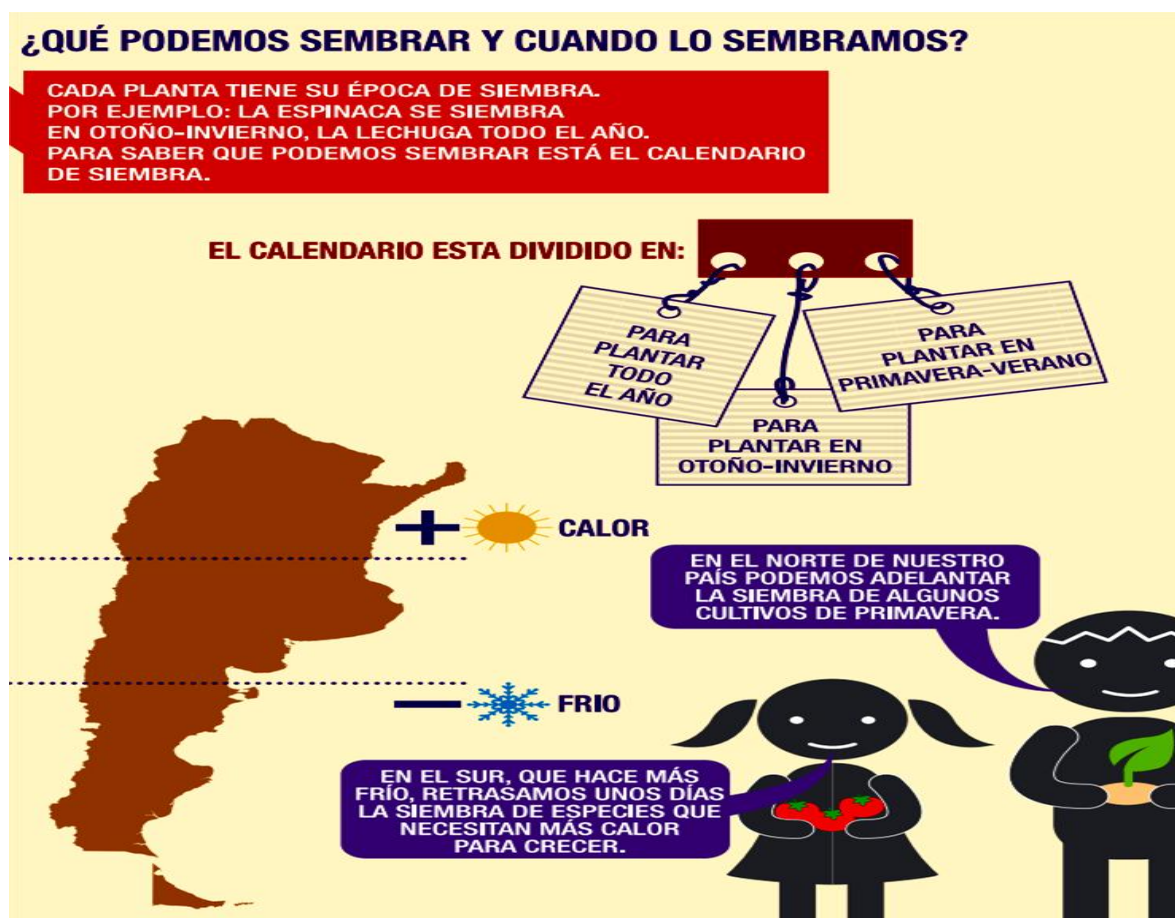 ¿QUÉ PODEMOS SEMBRAR Y CUANDO LO SEMBRAMOS?
CADA PLANTA TIENE SU ÉPOCA DE SIEMBRA.
POR EJEMPLO: LA ESPINACA SE SIEMBRA
EN OTOÑO-INVIERNO, LA LECHUGA TODO EL AÑO.
PARA SABER QUE PODEMOS SEMBRAR ESTÁ EL CALENDARIO
DE SIEMBRA.
EL CALENDARIO ESTA DIVIDIDO EN:
PARA
PLANTAR
TODO
EL AÑO
PARA
PLANTAR EN
OTOÑO-INVIERNO
PARA
PLANTAR EN
PRIMAVERA-VERANO
+ CALOR
EN EL NORTE DE NUESTRO
PAÍS PODEMOS ADELANTAR
LA SIEMBRA DE ALGUNOS
CULTIVOS DE PRIMAVERA.
— FRIO
EN EL SUR, QUE HACE MÁS
FRÍO, RETRASAMOS UNOS DÍAS
LA SIEMBRA DE ESPECIES QUE
NECESITAN MÁS CALOR
PARA CRECER.